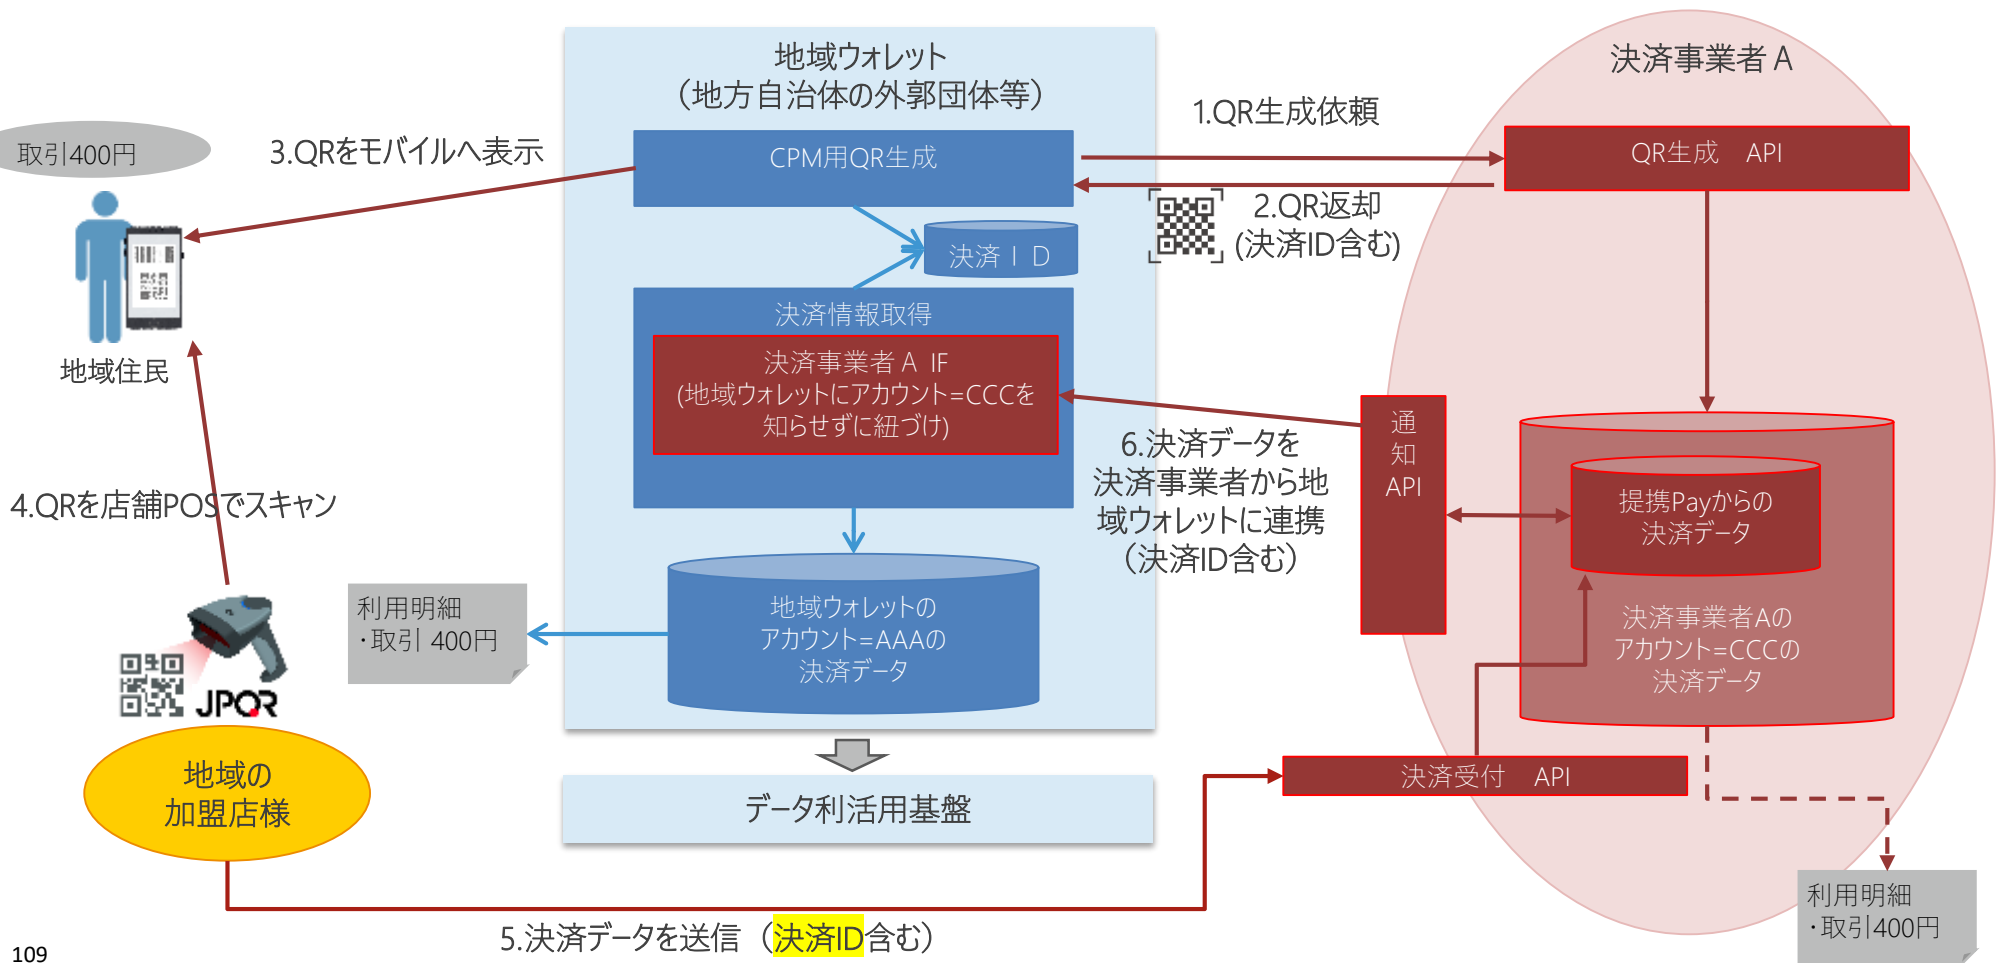 地域ウォレット
（地方自治体の外郭団体等）
決済事業者 A
1.QR生成依頼
取引400円
3.QRをモバイルへ表示
CPM用QR生成
QR生成　API
2.QR返却
(決済ID含む)
決済ＩＤ
決済情報取得
決済事業者 A IF
(地域ウォレットにアカウント=CCCを
知らせずに紐づけ)
地域住民
通
知
API
6.決済データを
決済事業者から地
域ウォレットに連携
（決済ID含む）
提携Payからの
決済データ
4.QRを店舗POSでスキャン
利用明細
・取引 400円
地域ウォレットの
アカウント=AAAの
決済データ
決済事業者Aの
アカウント=CCCの
決済データ
JPQR
地域の
加盟店様
データ利活用基盤
決済受付　API
利用明細
・取引400円
5.決済データを送信（決済ID含む）
109